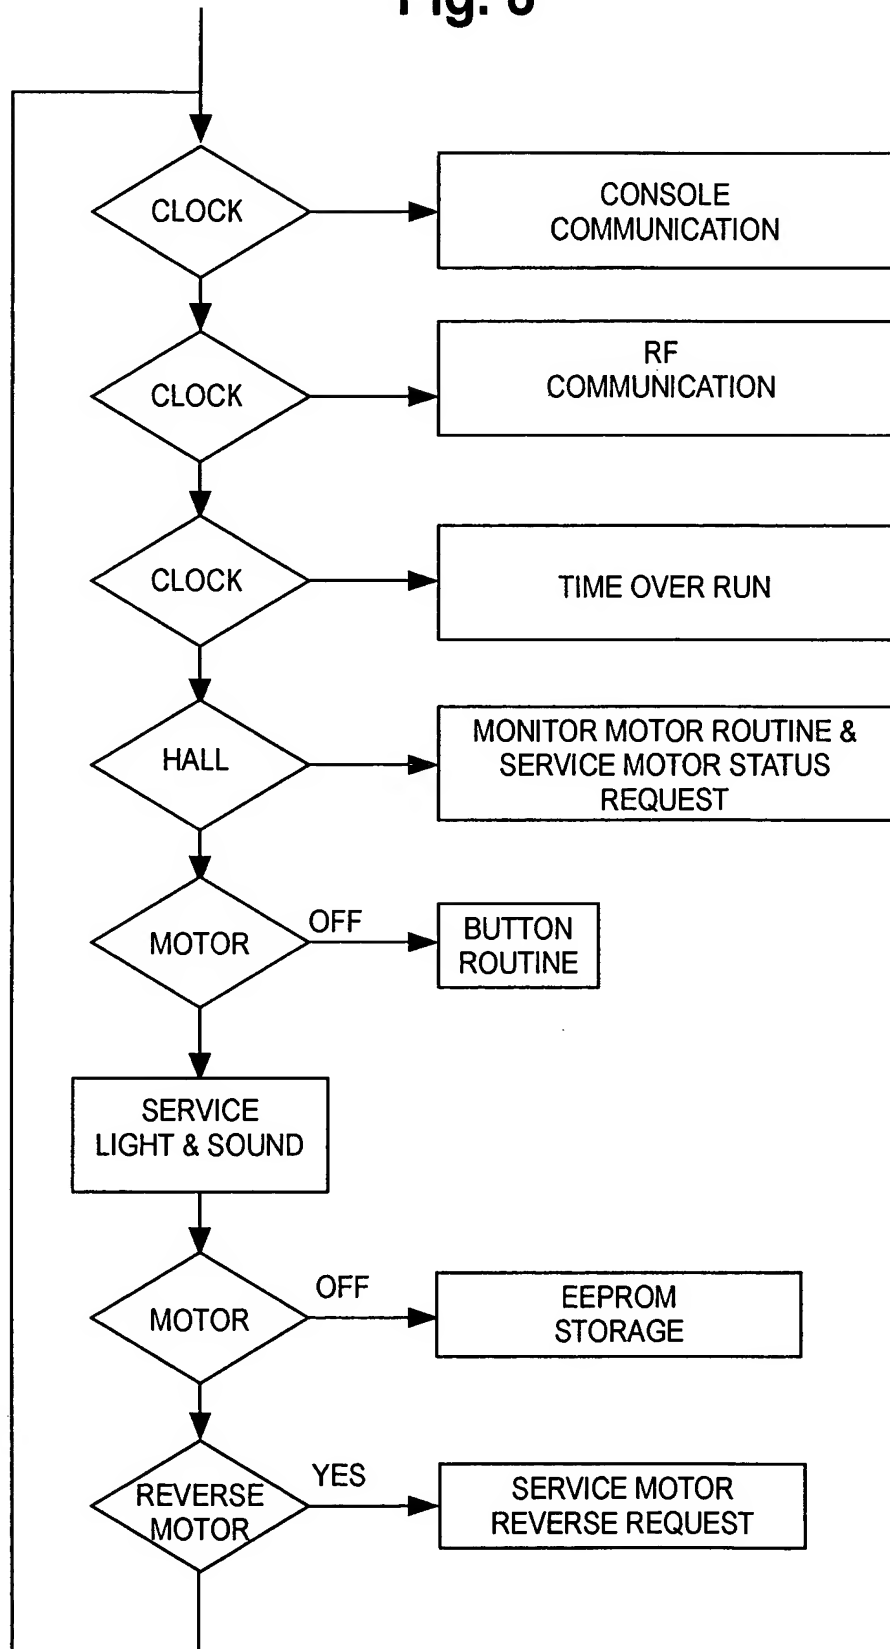 CLOCK
CONSOLE
COMMUNICATION
CLOCK
RF
COMMUNICATION
CLOCK
TIME OVER RUN
HALL
MONITOR MOTOR ROUTINE &
SERVICE MOTOR STATUS
REQUEST
MOTOR
OFF
BUTTON
ROUTINE
SERVICE
LIGHT & SOUND
MOTOR
OFF
EEPROM
STORAGE
REVERSE
MOTOR
YES
SERVICE MOTOR
REVERSE REQUEST